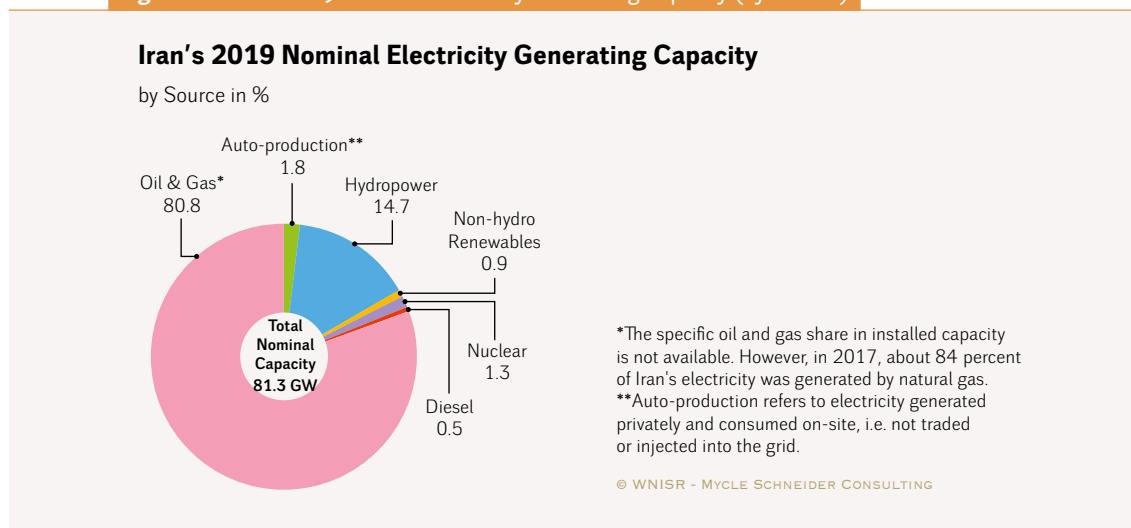 Iran's 2019 Nominal Electricity Generating Capacity
by Source in %
Auto-production**
1.8
Oil & Gas*
80.8
Hydropower
14.7
Non-hydro
Renewables
0.9
Total
Nominal
Capacity
81.3 GW
Nuclear
1.3
Diesel
0.5
*The specific oil and gas share in installed capacity
is not available. However, in 2017, about 84 percent
of Iran's electricity was generated by natural gas.
**Auto-production refers to electricity generated
privately and consumed on-site, i.e. not traded
or injected into the grid.
© WNISR - Mycle Schneider Consulting